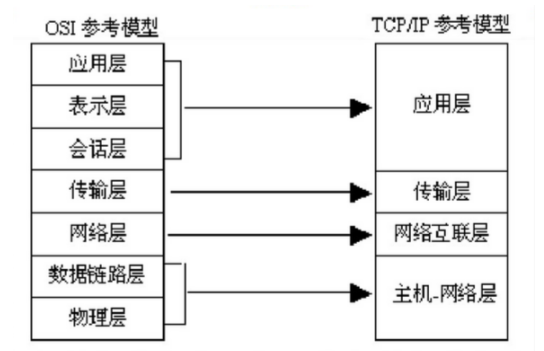 OSI 参考模型
TCP/IP 参考模型
应用层
表示层
会话层
传输层
网络层
数据链路层
物理层
应用层
传输层
网络互联层
主机-网络层